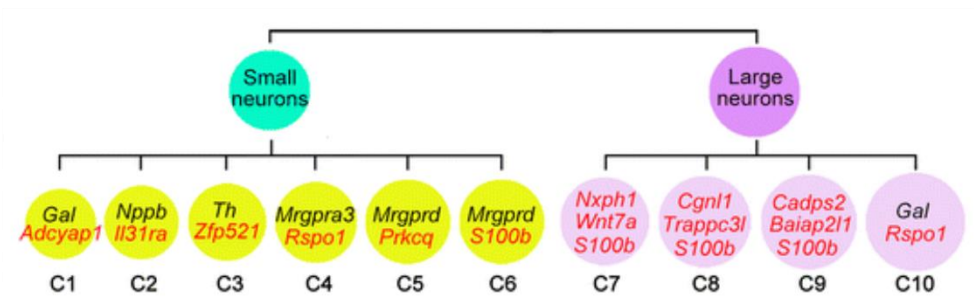 Small
neurons
Large
neurons
Gal
Adcyap1
Nppb
Il31ra
Th
Zfp521
Mrgpra3
Rspo1
Mrgprd
Prkcq
Mrgprd
S100b
Nxph1
Wnt7a
S100b
Cgnl1
Trappc3l
S100b
Cadps2
Baiap2l1
S100b
Gal
Rspo1
C1 C2 C3 C4 C5 C6 C7 C8 C9 C10